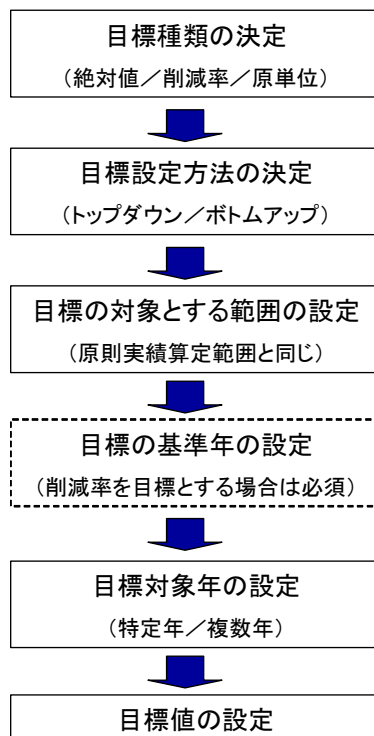 目標種類の決定
(絶対値／削減率／原単位)
目標設定方法の決定
(トップダウン／ボトムアップ)
目標の対象とする範囲の設定
(原則実績算定範囲と同じ)
目標の基準年の設定
(削減率を目標とする場合は必須)
目標対象年の設定
(特定年／複数年)
目標値の設定